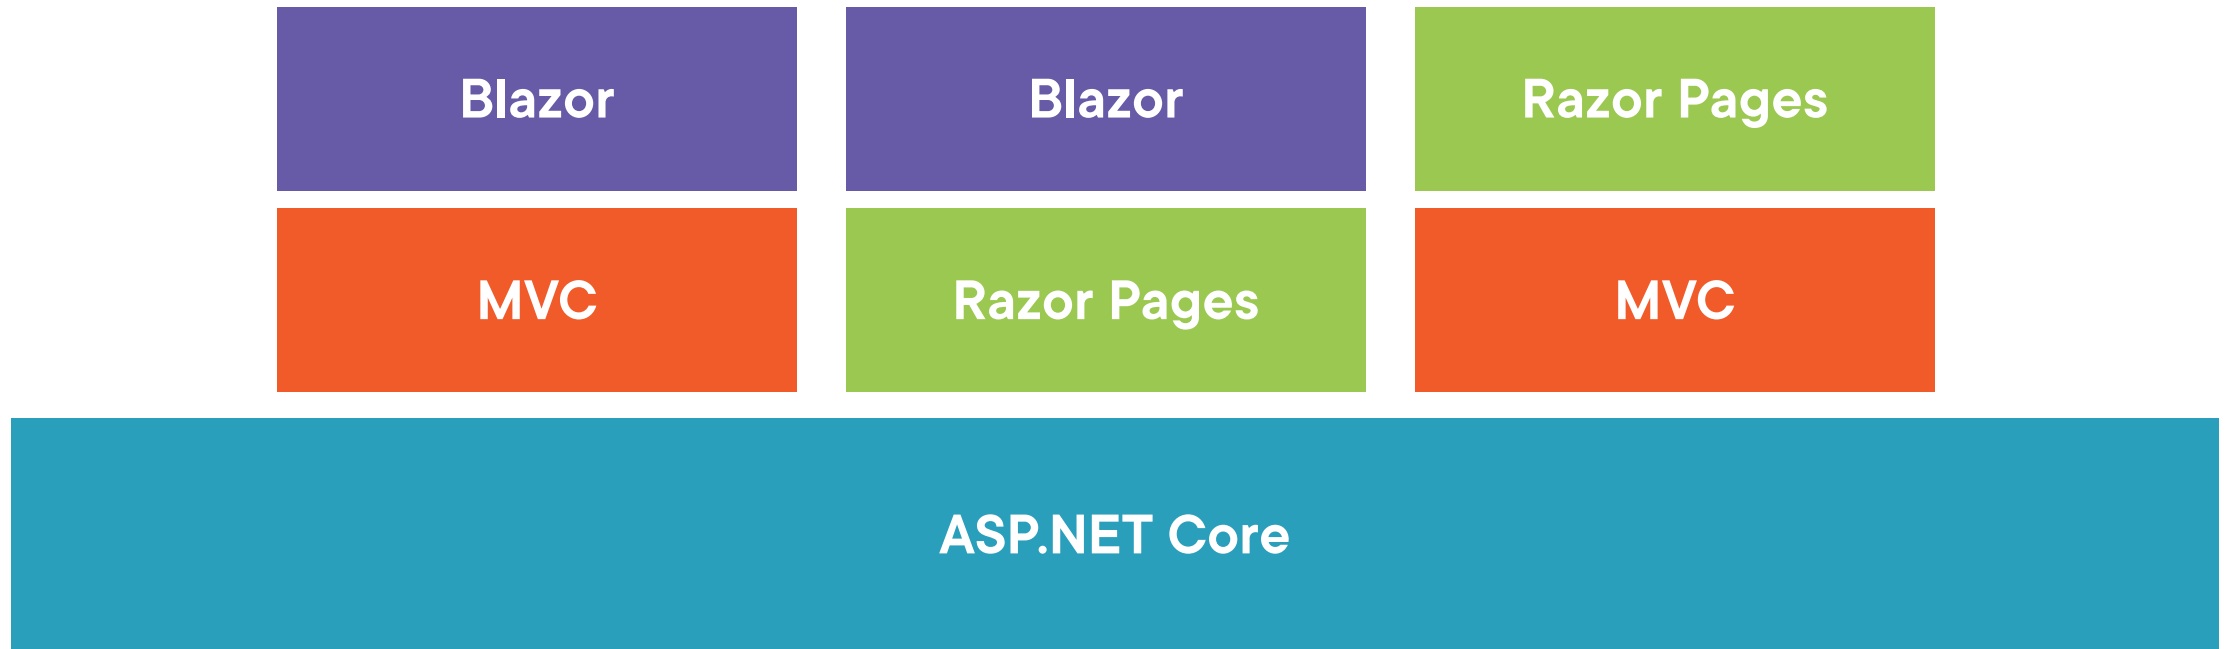 Blazor
Blazor
Razor Pages
MVC
Razor Pages
MVC
ASP.NET Core